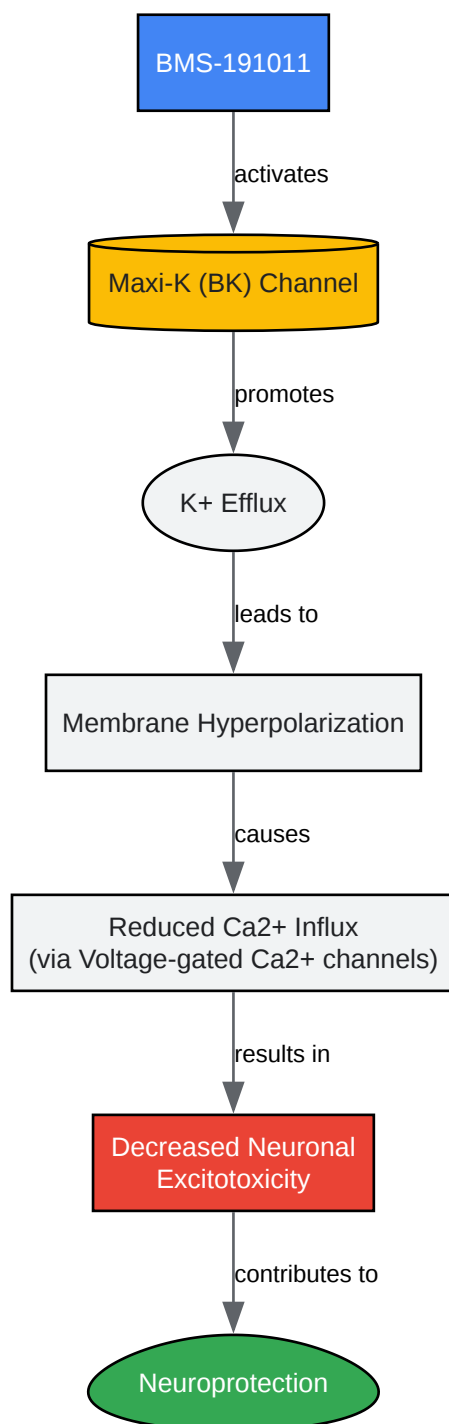 BMS-191011
activates
Maxi-K (BK) Channel
promotes
K+ Efflux
leads to
Membrane Hyperpolarization
causes
Reduced Ca2+ Influx
(via Voltage-gated Ca2+ channels)
results in
Decreased Neuronal
Excitotoxicity
contributes to
Neuroprotection